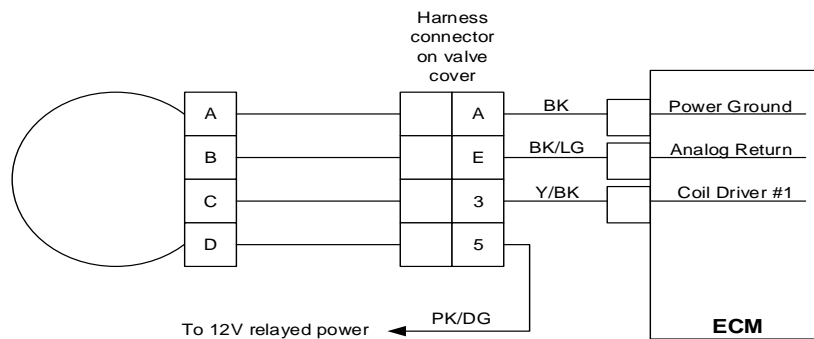 Harness
connector
on valve
cover
A
A
BK
Power Ground
B
E
BK/LG
Analog Return
C
3
Y/BK
Coil Driver #1
D
5
PK/DG
To 12V relayed power
ECM